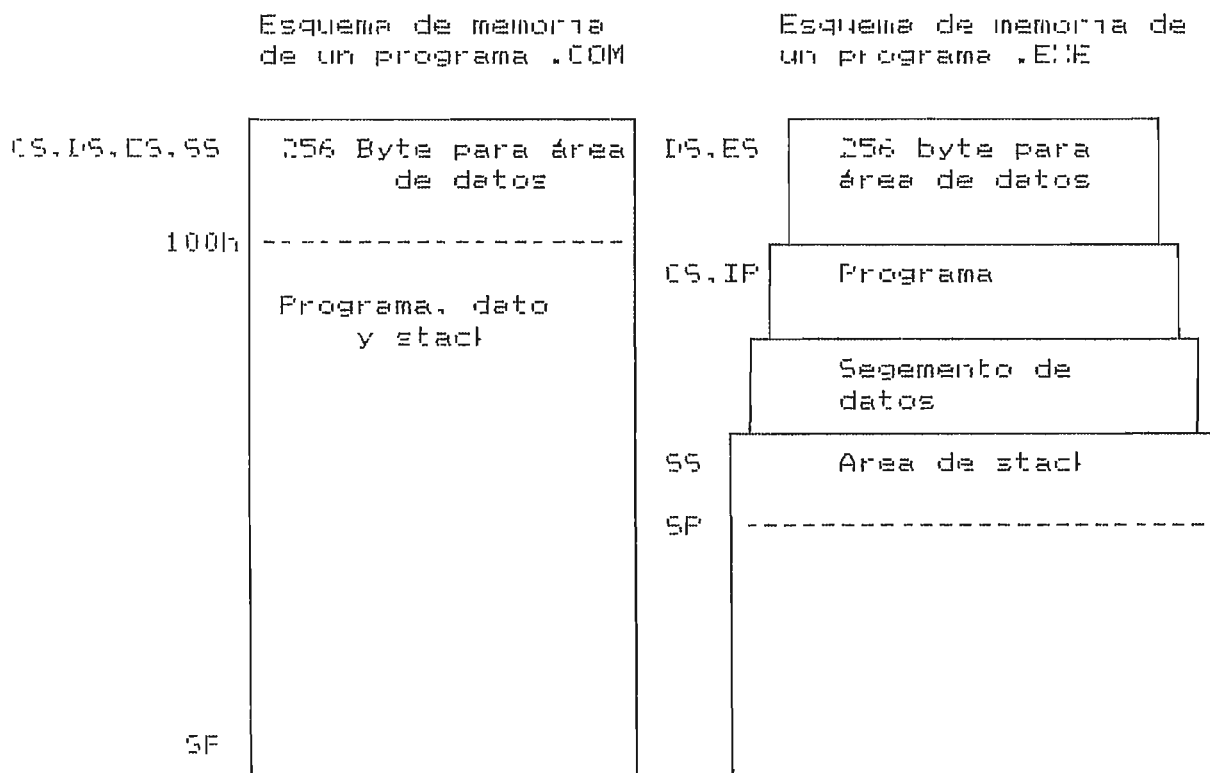 Esquema de memoria
de un programa .COM
CS,DS,ES,SS
256 Byte para área
de datos
100h
Programa, dato
y stack
SP
Esquema de memoria de
un programa .EXE
DS,ES
256 byte para
área de datos
CS,IP
Programa
Segemento de
datos
SS
Area de stack
SP